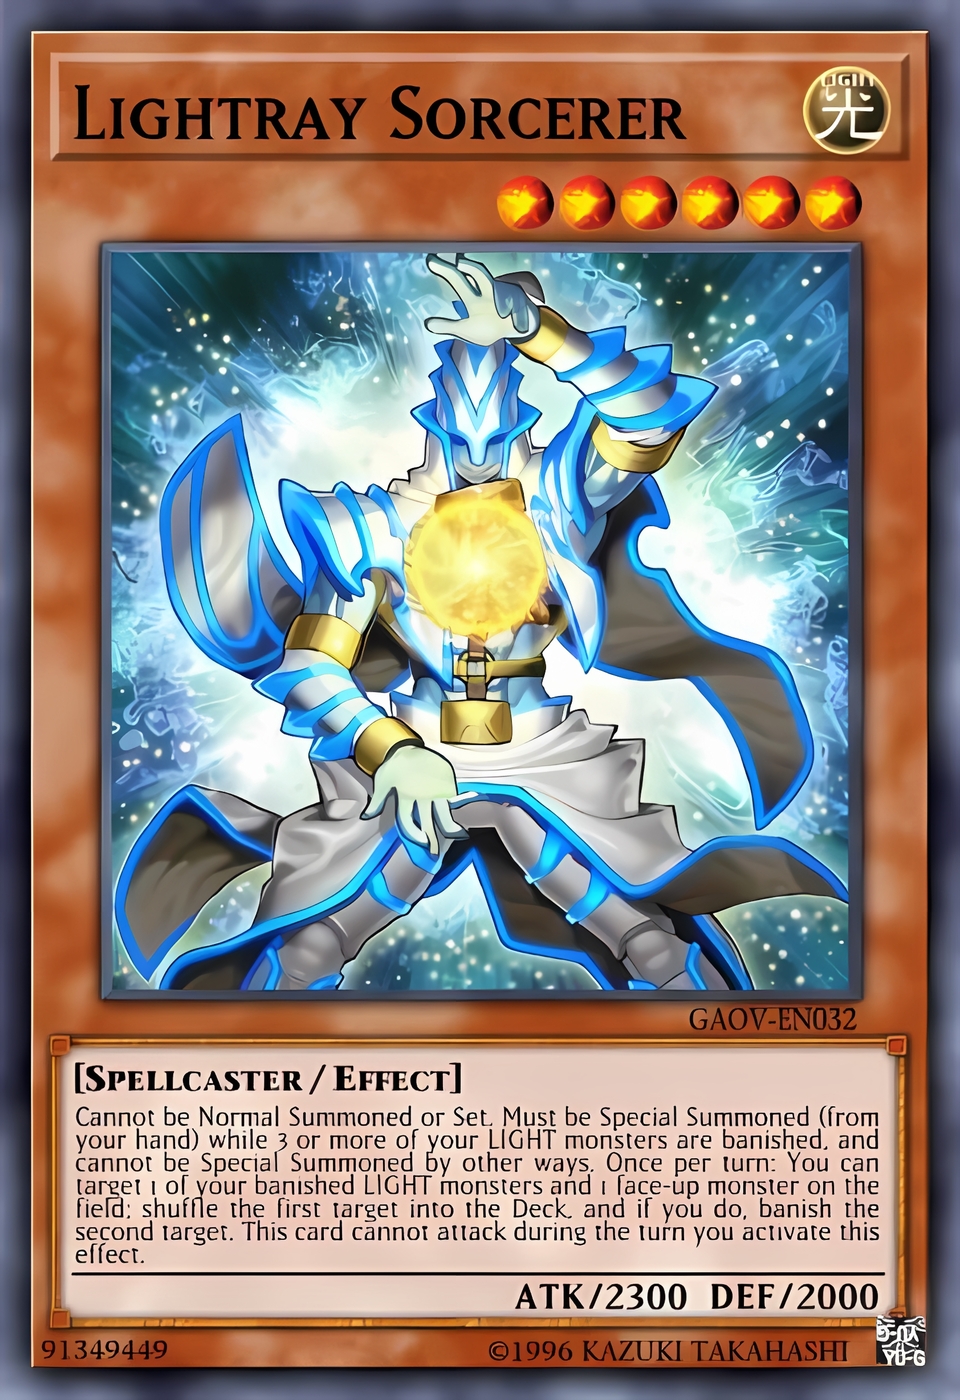 Lightray Sorcerer
光
[Spellcaster / Effect]
GAOV-EN032
Cannot be Normal Summoned or Set. Must be Special Summoned (from
your hand) while 3 or more of your LIGHT monsters are banished, and
cannot be Special Summoned by other ways. Once per turn: You can
target 1 of your banished LIGHT monsters and 1 face-up monster on the
field; shuffle the first target into the Deck, and if you do, banish the
second target. This card cannot attack during the turn you activate this
effect.
ATK/2300 DEF/2000
91349449
©1996 KAZUKI TAKAHASHI